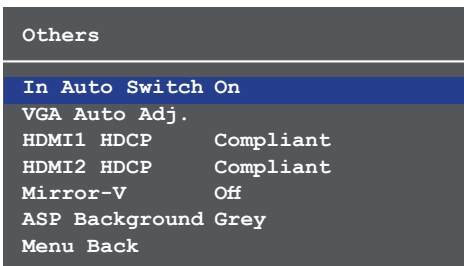 Others
In Auto Switch On
VGA Auto Adj.
HDMI1 HDCP Compliant
HDMI2 HDCP Compliant
Mirror-V Off
ASP Background Grey
Menu Back